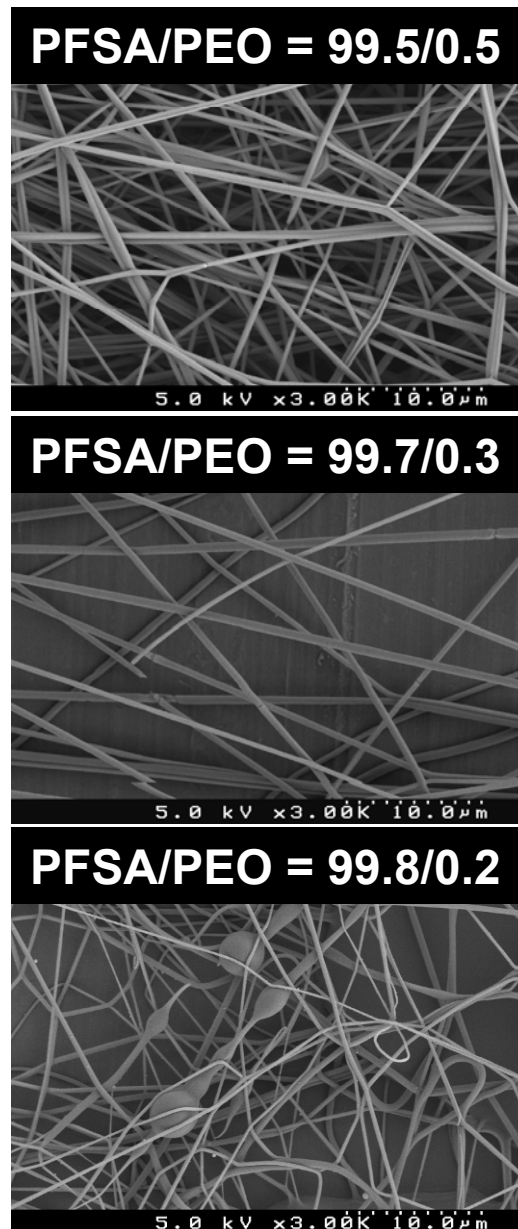 PFSA/PEO = 99.5/0.5
5.0 kV x3.00K 10.0µm
PFSA/PEO = 99.7/0.3
5.0 kV x3.00K 10.0µm
PFSA/PEO = 99.8/0.2
5.0 kV x3.00K 10.0µm